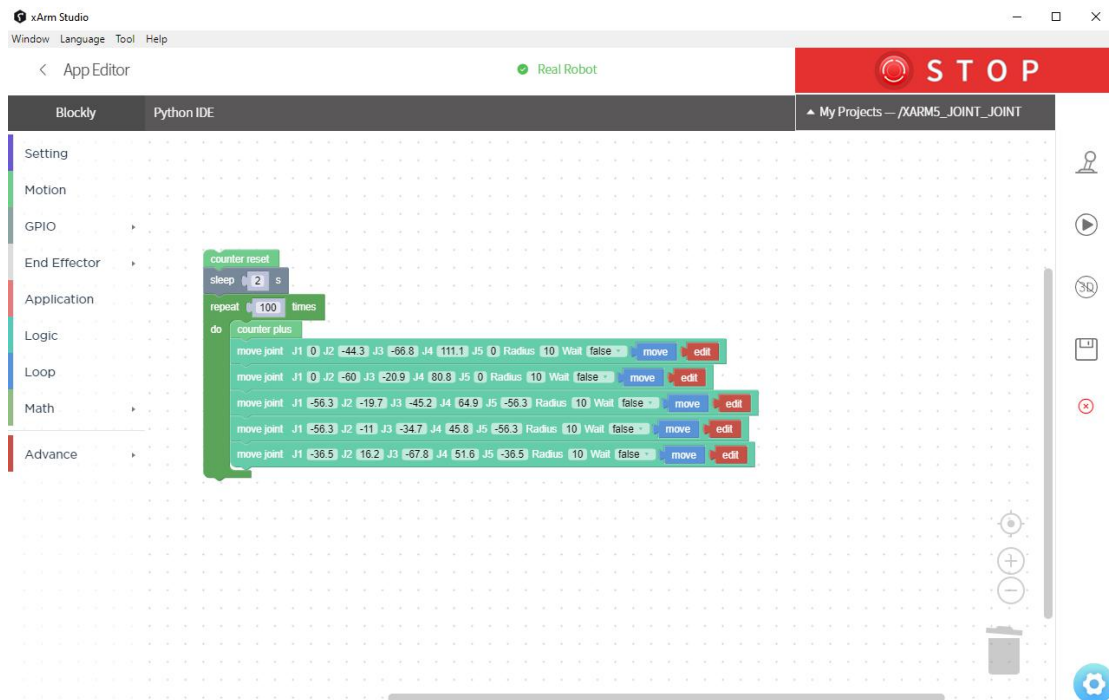 xArm Studio
Window Language Tool Help
App Editor
Real Robot
STOP
Blockly
Python IDE
My Projects — /XARM5_JOINT_JOINT
Setting
Motion
GPIO
End Effector
Application
Logic
Loop
Math
Advance
counter reset
sleep 2 s
repeat 100 times
do counter plus
move joint J1 0 J2 -44.3 J3 -66.8 J4 111.1 J5 0 Radius 10 Wait false move edit
move joint J1 0 J2 -60 J3 -20.9 J4 80.8 J5 0 Radius 10 Wait false move edit
move joint J1 -56.3 J2 -19.7 J3 -45.2 J4 64.9 J5 -56.3 Radius 10 Wait false move edit
move joint J1 -56.3 J2 -11 J3 -34.7 J4 45.8 J5 -56.3 Radius 10 Wait false move edit
move joint J1 -36.5 J2 16.2 J3 -67.8 J4 51.6 J5 -36.5 Radius 10 Wait false move edit
3D